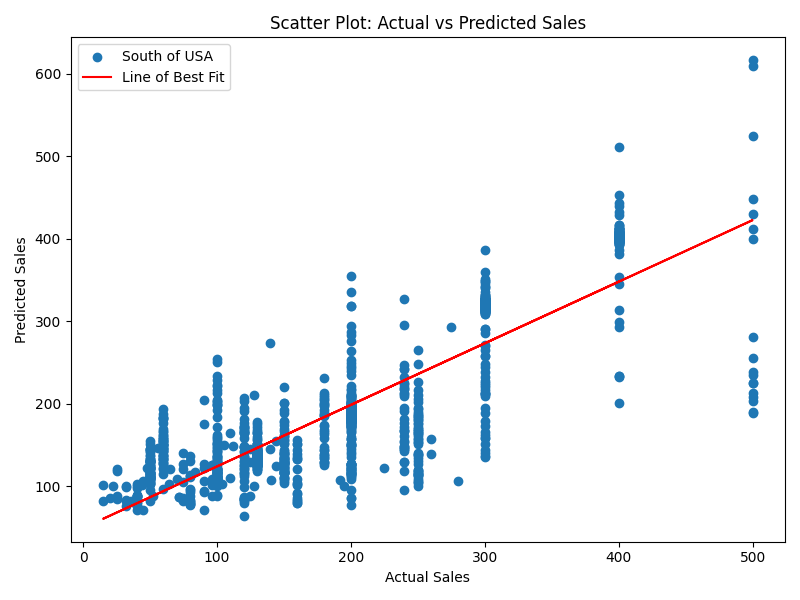 Scatter Plot: Actual vs Predicted Sales
South of USA
Line of Best Fit
Predicted Sales
600
500
400
300
200
100
0
100
200
300
400
500
Actual Sales